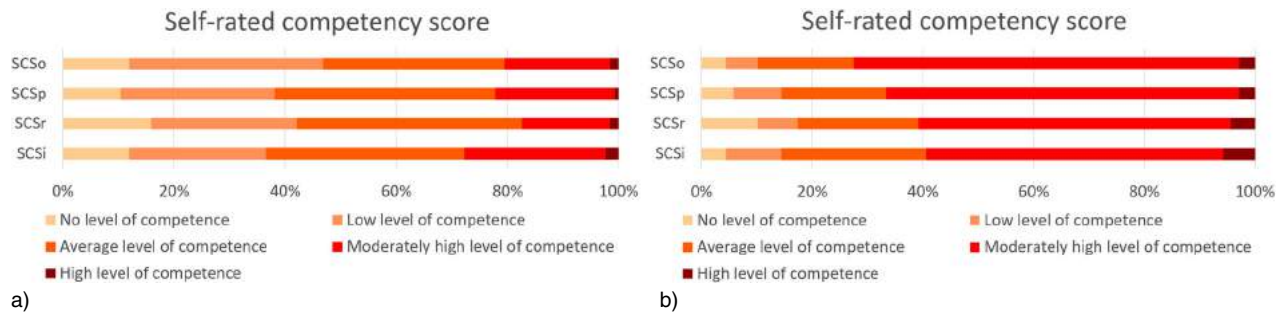 Self-rated competency score
SCSo
SCSp
SCSr
SCSi
0% 20% 40% 60% 80% 100%
No level of competence Low level of competence
Average level of competence Moderately high level of competence
High level of competence
a)
Self-rated competency score
SCSo
SCSp
SCSr
SCSi
0% 20% 40% 60% 80% 100%
No level of competence Low level of competence
Average level of competence Moderately high level of competence
High level of competence
b)